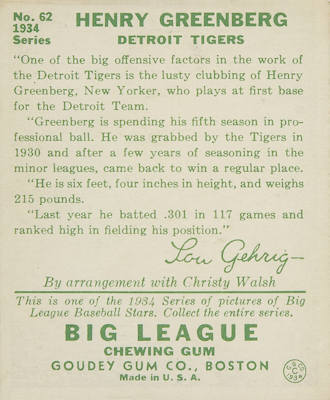 No. 62
1934
Series
HENRY GREENBERG
DETROIT TIGERS
"One of the big offensive factors in the work of
the Detroit Tigers is the lusty clubbing of Henry
Greenberg, New Yorker, who plays at first base
for the Detroit Team.
"Greenberg is spending his fifth season in pro-
fessional ball. He was grabbed by the Tigers in
1930 and after a few years of seasoning in the
minor leagues, came back to win a regular place.
"He is six feet, four inches in height, and weighs
215 pounds.
"Last year he batted .301 in 117 games and
ranked high in fielding his position."
Lou Gehrig
By arrangement with Christy Walsh
This is one of the 1934 Series of pictures of Big
League Baseball Stars. Collect the entire series.
BIG LEAGUE
CHEWING GUM
GOUDEY GUM CO., BOSTON
Made in U. S. A.